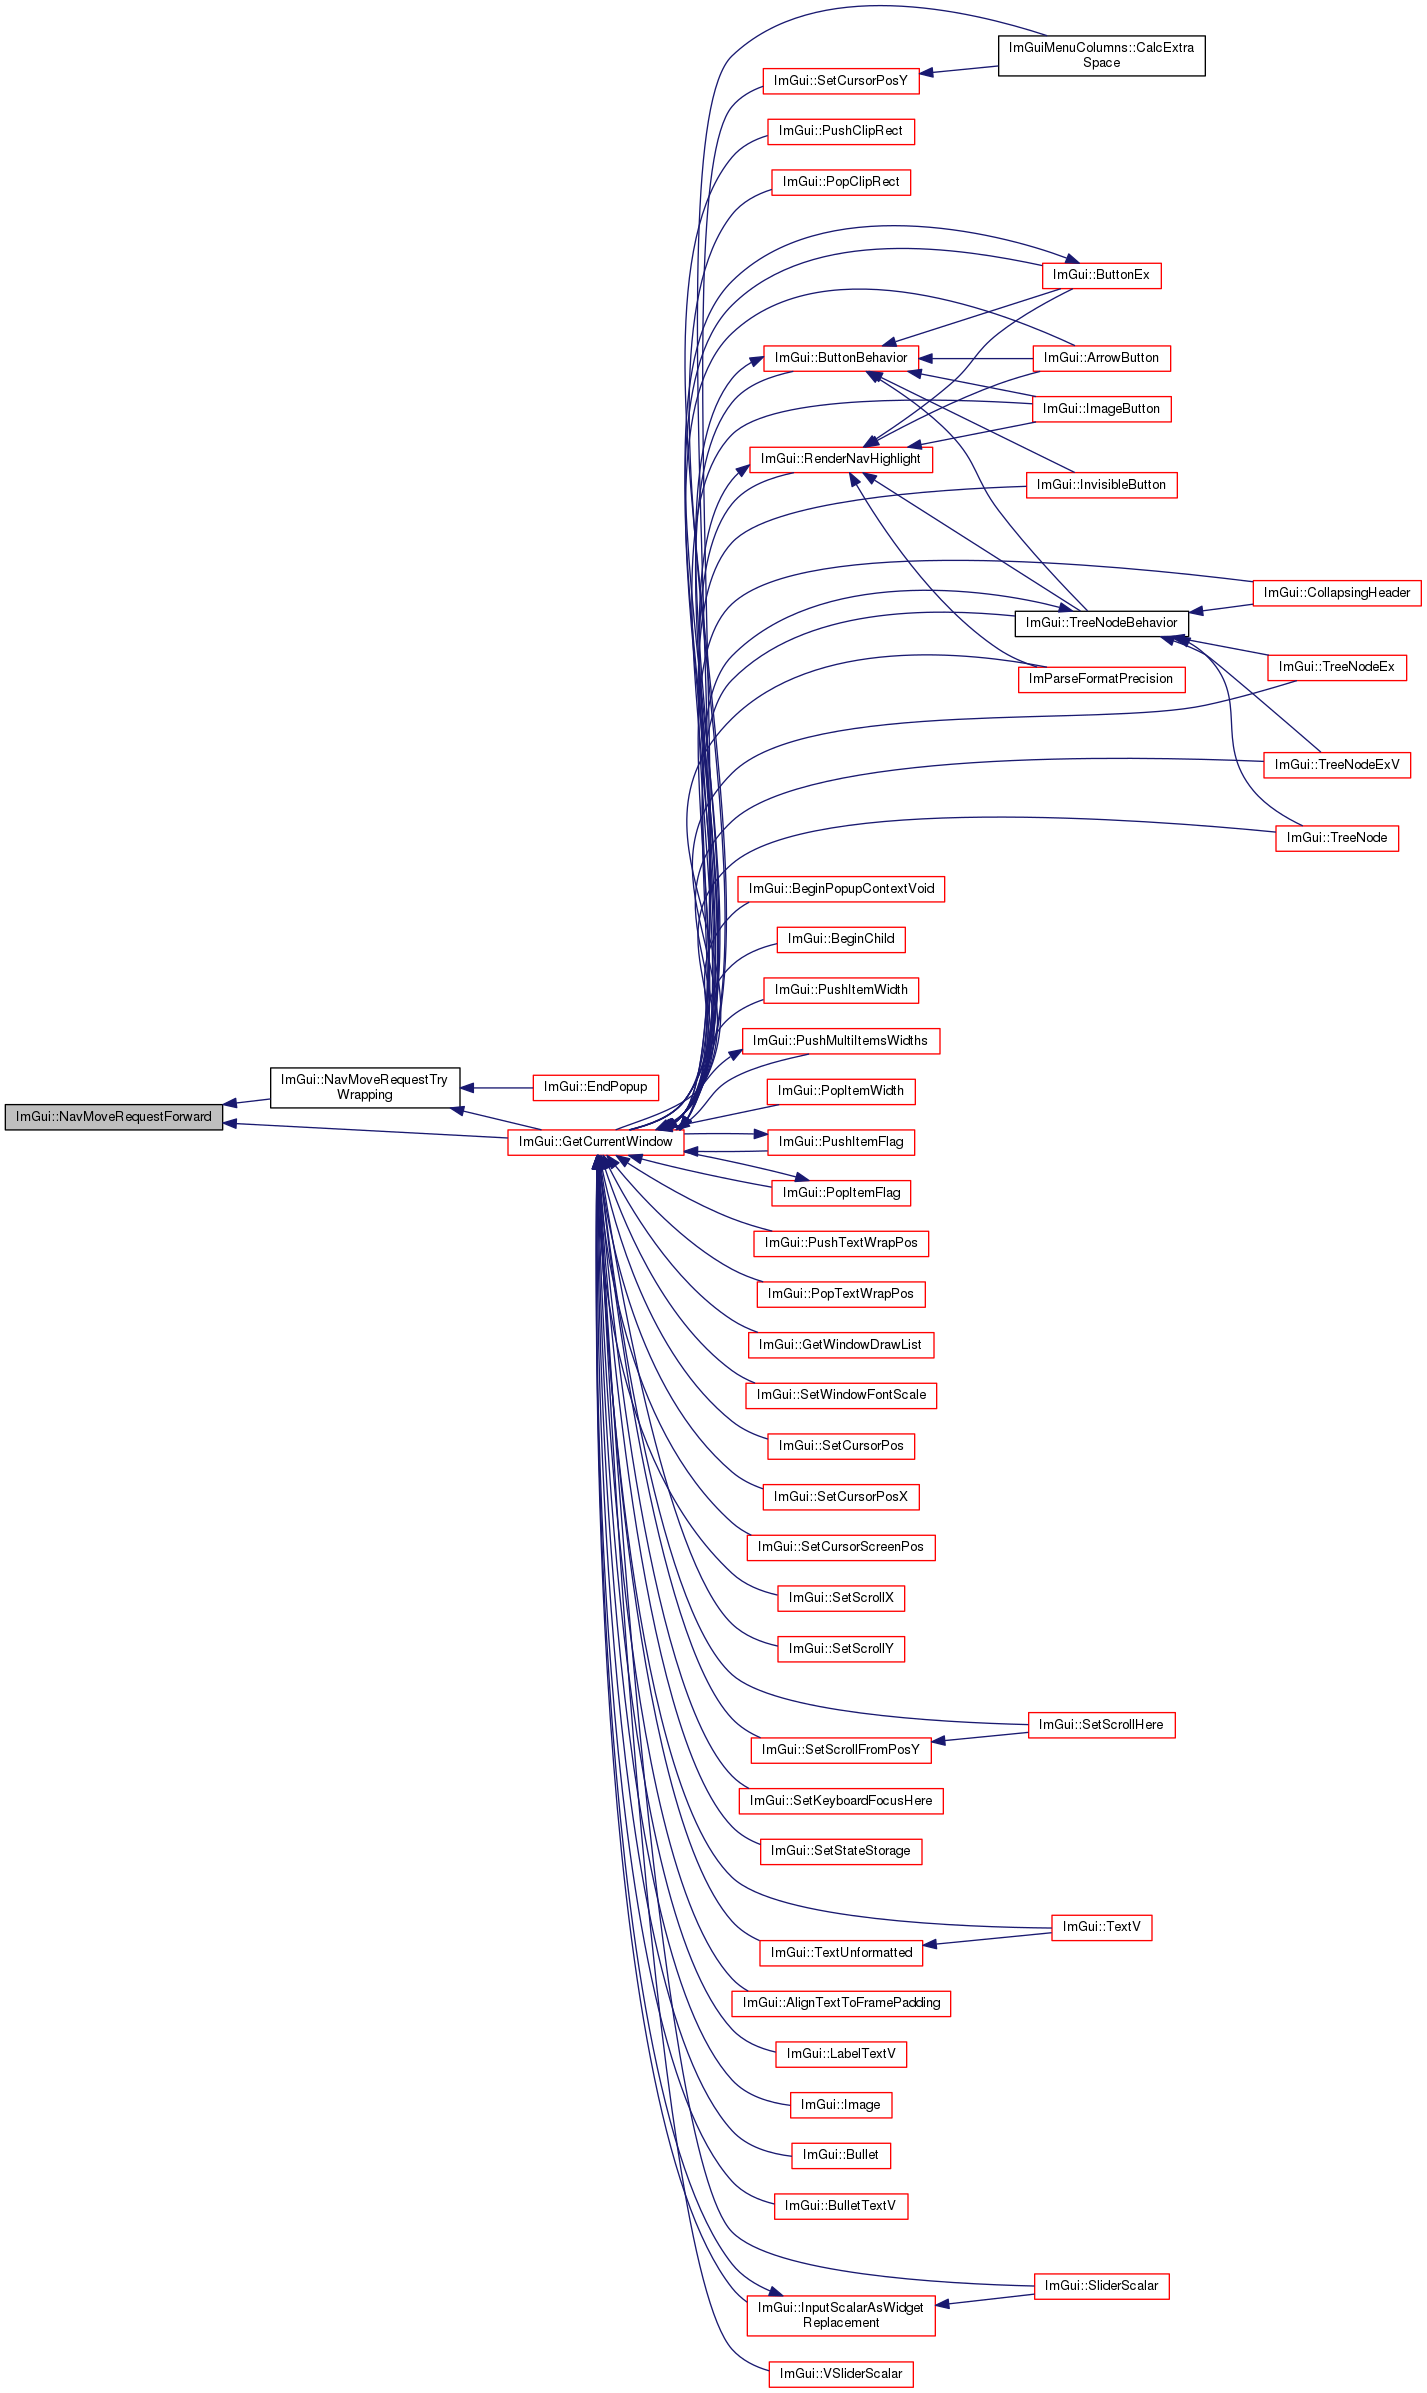 ImGuiMenuColumns::CalcExtra
Space
ImGui::SetCursorPosY
ImGui::PushClipRect
ImGui::PopClipRect
ImGui::ButtonEx
ImGui::ButtonBehavior
ImGui::ArrowButton
ImGui::ImageButton
ImGui::RenderNavHighlight
ImGui::InvisibleButton
ImGui::CollapsingHeader
ImGui::TreeNodeBehavior
ImGui::TreeNodeEx
ImParseFormatPrecision
ImGui::TreeNodeExV
ImGui::TreeNode
ImGui::BeginPopupContextVoid
ImGui::BeginChild
ImGui::PushItemWidth
ImGui::PushMultiItemsWidths
ImGui::NavMoveRequestTry
Wrapping
ImGui::EndPopup
ImGui::PopItemWidth
ImGui::NavMoveRequestForward
ImGui::GetCurrentWindow
ImGui::PushItemFlag
ImGui::PopItemFlag
ImGui::PushTextWrapPos
ImGui::PopTextWrapPos
ImGui::GetWindowDrawList
ImGui::SetWindowFontScale
ImGui::SetCursorPos
ImGui::SetCursorPosX
ImGui::SetCursorScreenPos
ImGui::SetScrollX
ImGui::SetScrollY
ImGui::SetScrollHere
ImGui::SetScrollFromPosY
ImGui::SetKeyboardFocusHere
ImGui::SetStateStorage
ImGui::TextV
ImGui::TextUnformatted
ImGui::AlignTextToFramePadding
ImGui::LabelTextV
ImGui::Image
ImGui::Bullet
ImGui::BulletTextV
ImGui::SliderScalar
ImGui::InputScalarAsWidget
Replacement
ImGui::VSliderScalar